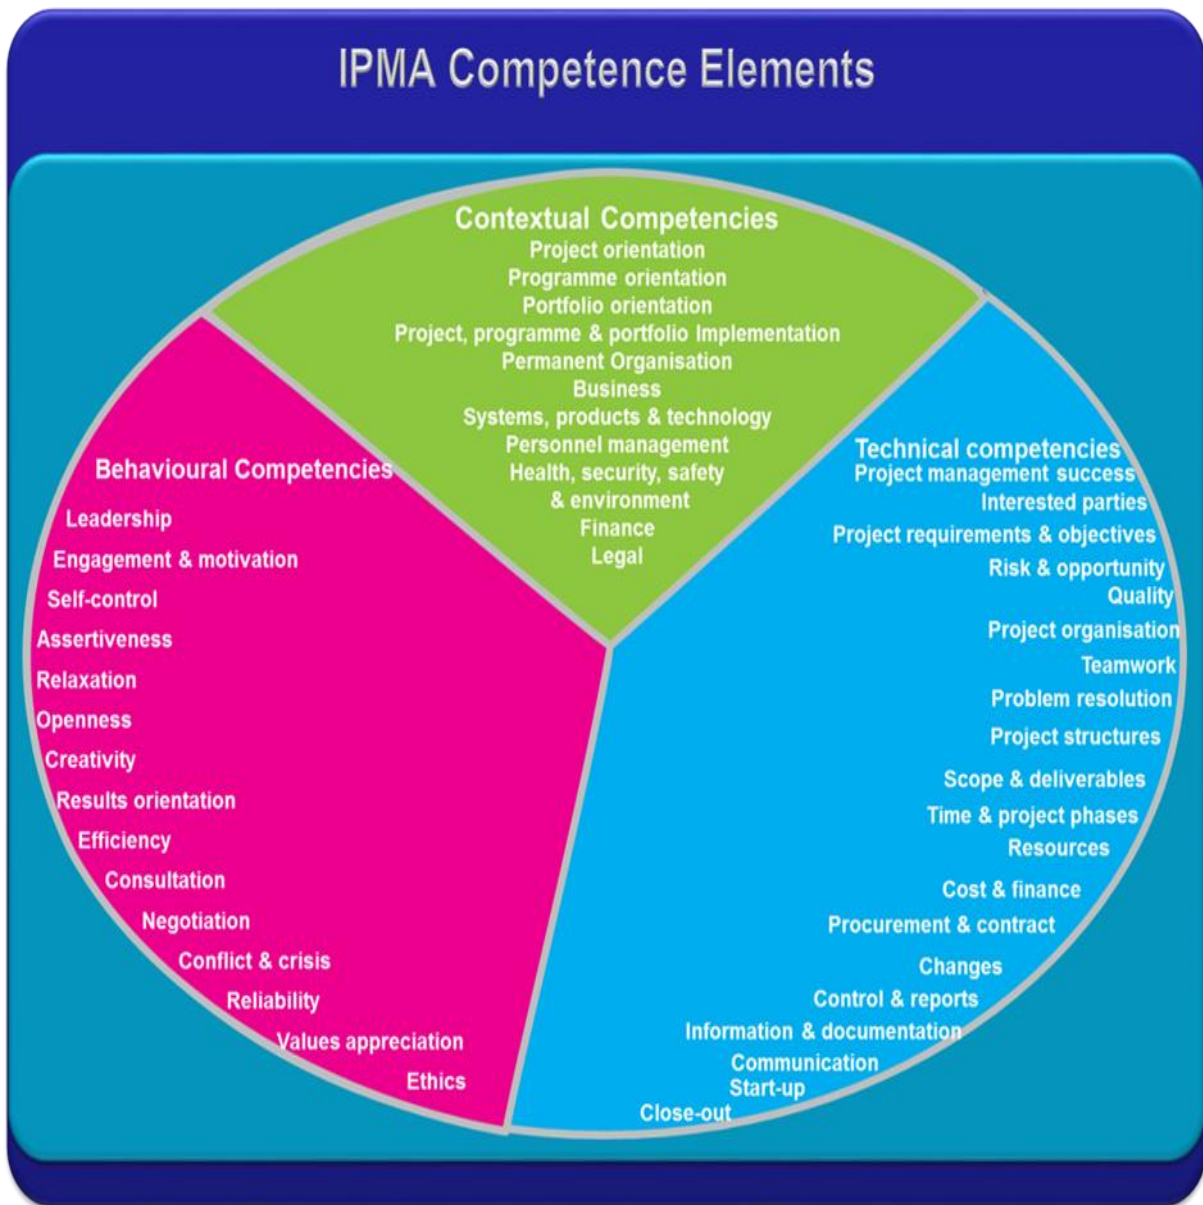 IPMA Competence Elements
Contextual Competencies
Project orientation
Programme orientation
Portfolio orientation
Project, programme & portfolio Implementation
Permanent Organisation
Business
Systems, products & technology
Personnel management
Health, security, safety
& environment
Finance
Legal
Behavioural Competencies
Leadership
Engagement & motivation
Self-control
Assertiveness
Relaxation
Openness
Creativity
Results orientation
Efficiency
Consultation
Negotiation
Conflict & crisis
Reliability
Values appreciation
Ethics
Technical competencies
Project management success
Interested parties
Project requirements & objectives
Risk & opportunity
Quality
Project organisation
Teamwork
Problem resolution
Project structures
Scope & deliverables
Time & project phases
Resources
Cost & finance
Procurement & contract
Changes
Control & reports
Information & documentation
Communication
Start-up
Close-out